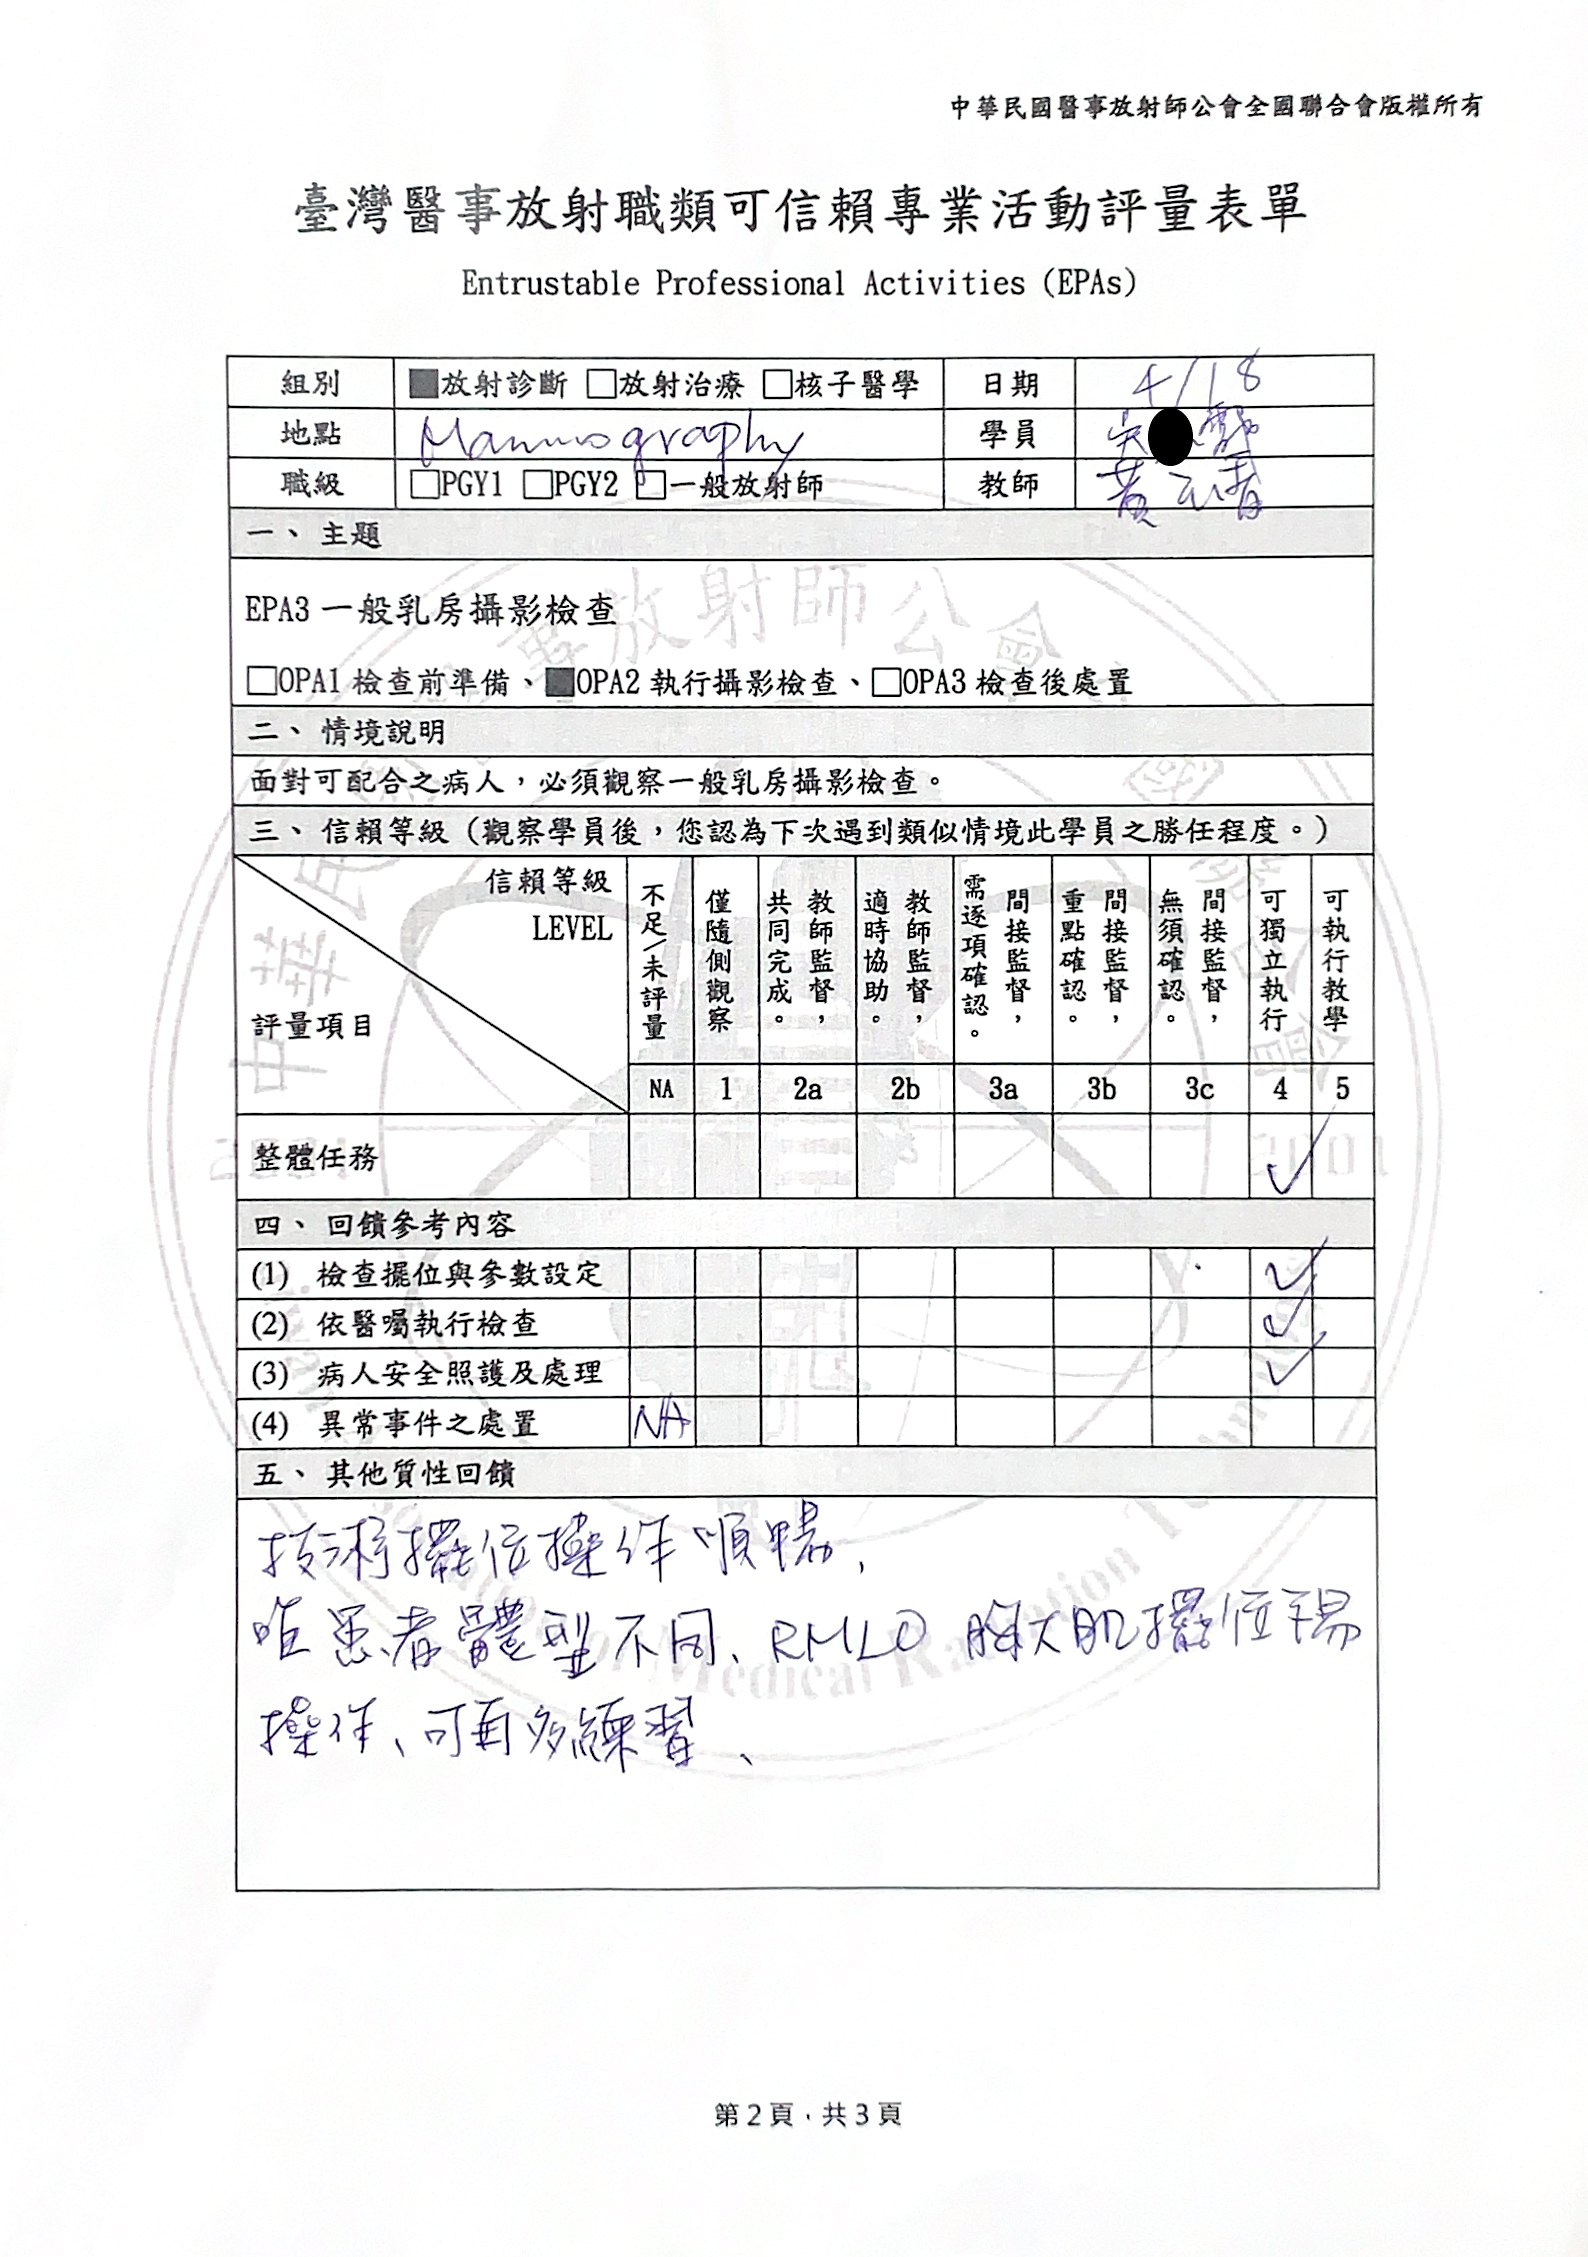 中華民國醫事放射師公會全國聯合會版權所有
臺灣醫事放射職類可信賴專業活動評量表單
Entrustable Professional Activities (EPAs)
組別 ■放射診斷 □放射治療 □核子醫學 日期 4/18
地點 Mammography 學員
職級 □PGY1 □PGY2 □一般放射師 教師 黃
一、 主題
EPA3 一般乳房攝影檢查
□OPA1 檢查前準備、■OPA2 執行攝影檢查、□OPA3 檢查後處置
二、 情境說明
面對可配合之病人，必須觀察一般乳房攝影檢查。
三、 信賴等級（觀察學員後，您認為下次遇到類似情境此學員之勝任程度。）
信賴等級
LEVEL
評量項目
不足/未評量
僅隨側觀察
教師監督，共同完成。
教師監督，適時協助。
間接監督，需逐項確認。
間接監督，重點確認。
間接監督，無須確認。
可獨立執行
可執行教學
NA 1 2a 2b 3a 3b 3c 4 5
整體任務 ✓
四、 回饋參考內容
(1) 檢查擺位與參數設定 ✓
(2) 依醫囑執行檢查 ✓
(3) 病人安全照護及處理 ✓
(4) 異常事件之處置 NA
五、 其他質性回饋
技術擺位操作順暢，
唯患者體型不同、RMLO 胸大肌擺位
操作、可再多練習、
第 2 頁，共 3 頁